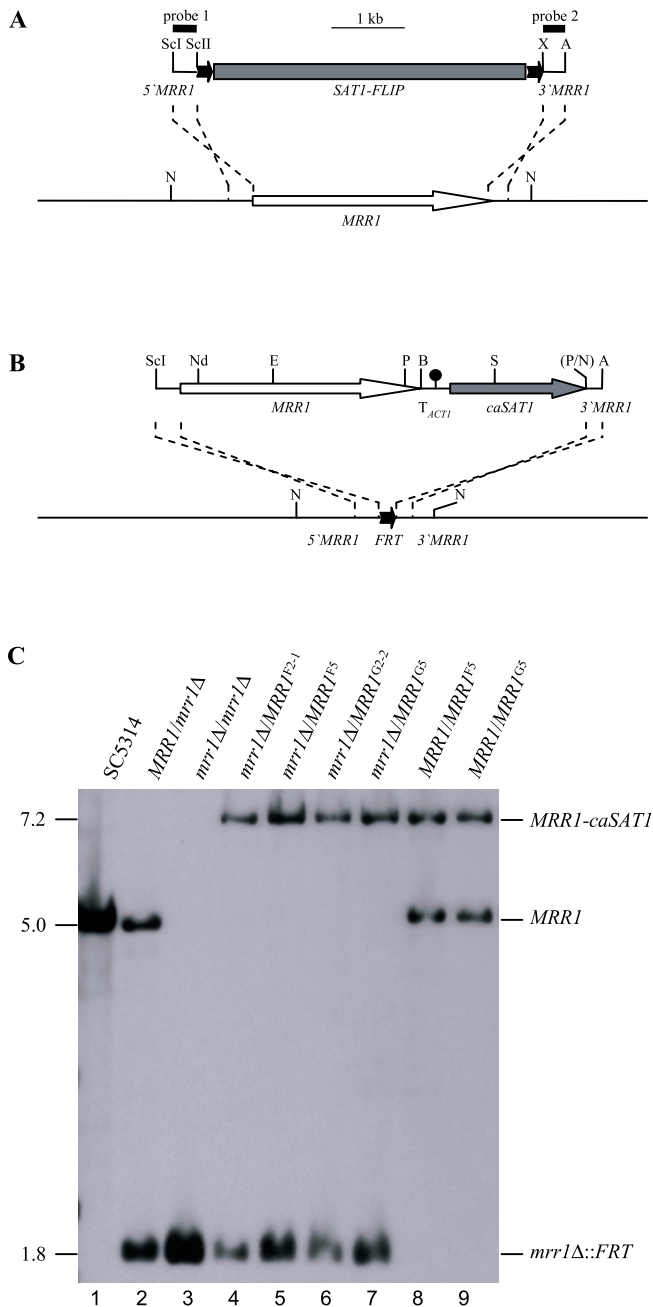 A
probe 1
1 kb
probe 2
ScI ScII
X A
5`MRR1
SAT1-FLIP
3`MRR1
N
N
MRR1
B
ScI
Nd
E
P
B
S
(P/N)
A
MRR1
TACT1
caSAT1
3`MRR1
N
N
5`MRR1
FRT
3`MRR1
C
SC5314
MRR1/mrr1Δ
mrr1Δ/mrr1Δ
mrr1Δ/MRR1F2-1
mrr1Δ/MRR1F5
mrr1Δ/MRR1G2-2
mrr1Δ/MRR1G5
MRR1/MRR1F5
MRR1/MRR1G5
7.2
MRR1-caSAT1
5.0
MRR1
1.8
mrr1Δ::FRT
1 2 3 4 5 6 7 8 9